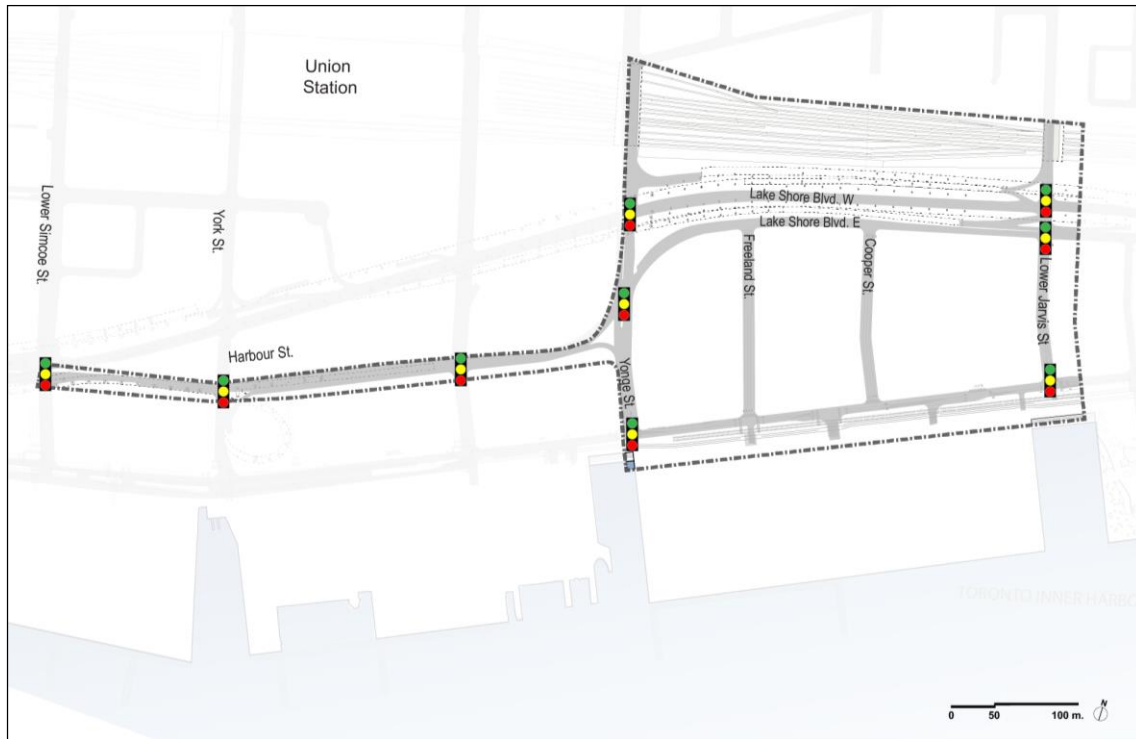 Union
Station
Lower Simcoe St.
York St.
Harbour St.
Yonge St.
Lake Shore Blvd. W
Lake Shore Blvd. E
Freeland St.
Cooper St.
Lower Jarvis St
TORONTO INNER HARBO
0 50 100 m.
N